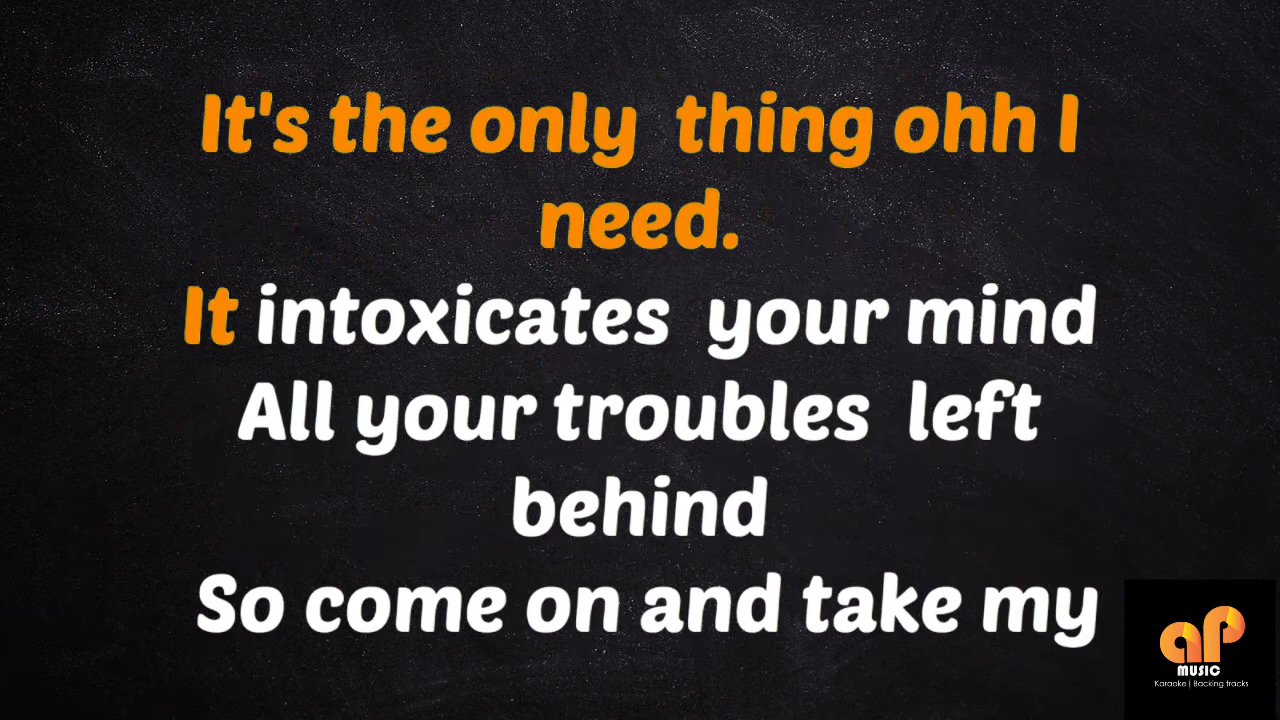 It's the only  thing ohh I
need.
It intoxicates  your mind
All your troubles  left
behind
So come on and take my
ap
MUSIC
Karaoke | Backing tracks